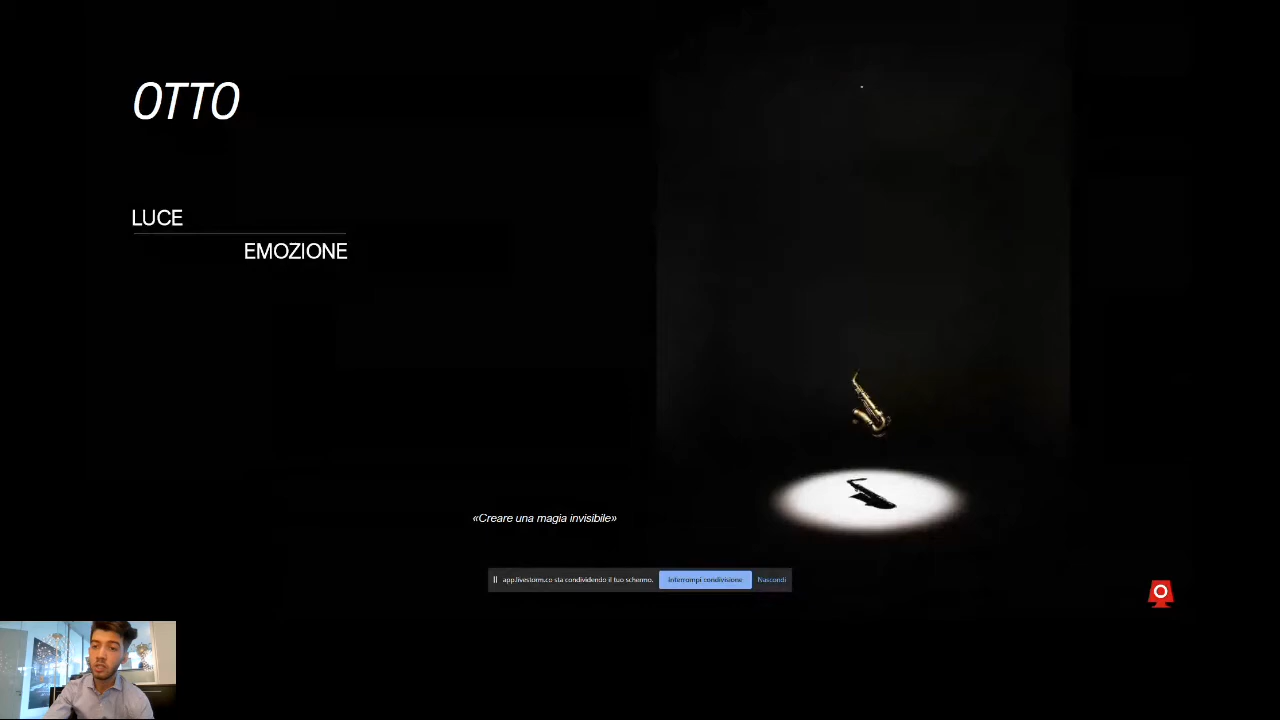 OTTO
LUCE
EMOZIONE
«Creare una magia invisibile»
app.livestorm.co sta condividendo il tuo schermo. Interrompi condivisione Nascondi